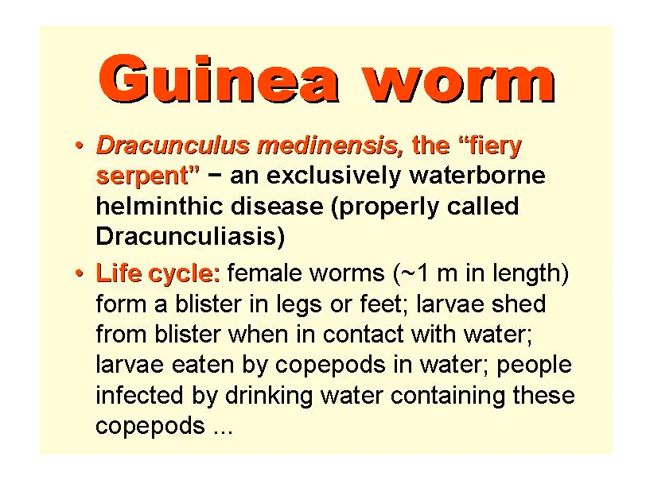 Guinea worm
• Dracunculus medinensis, the “fiery
serpent” – an exclusively waterborne
helminthic disease (properly called
Dracunculiasis)
• Life cycle: female worms (~1 m in length)
form a blister in legs or feet; larvae shed
from blister when in contact with water;
larvae eaten by copepods in water; people
infected by drinking water containing these
copepods ...